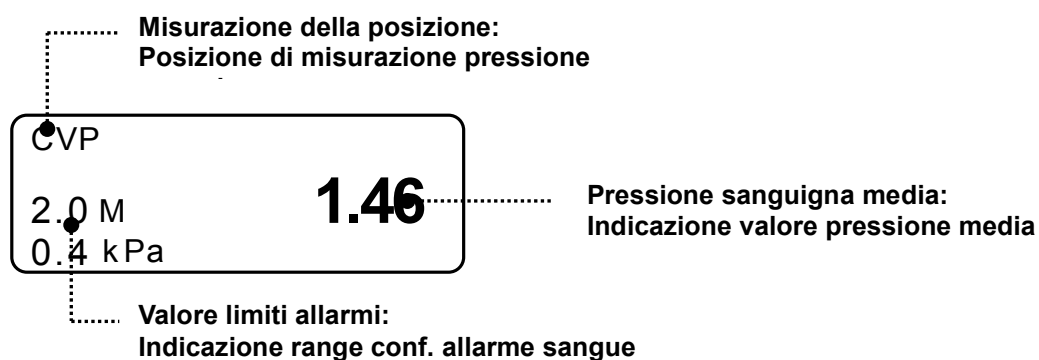 Misurazione della posizione:
Posizione di misurazione pressione
CVP
2.0 M
1.46
0.4 kPa
Pressione sanguigna media:
Indicazione valore pressione media
Valore limiti allarmi:
Indicazione range conf. allarme sangue